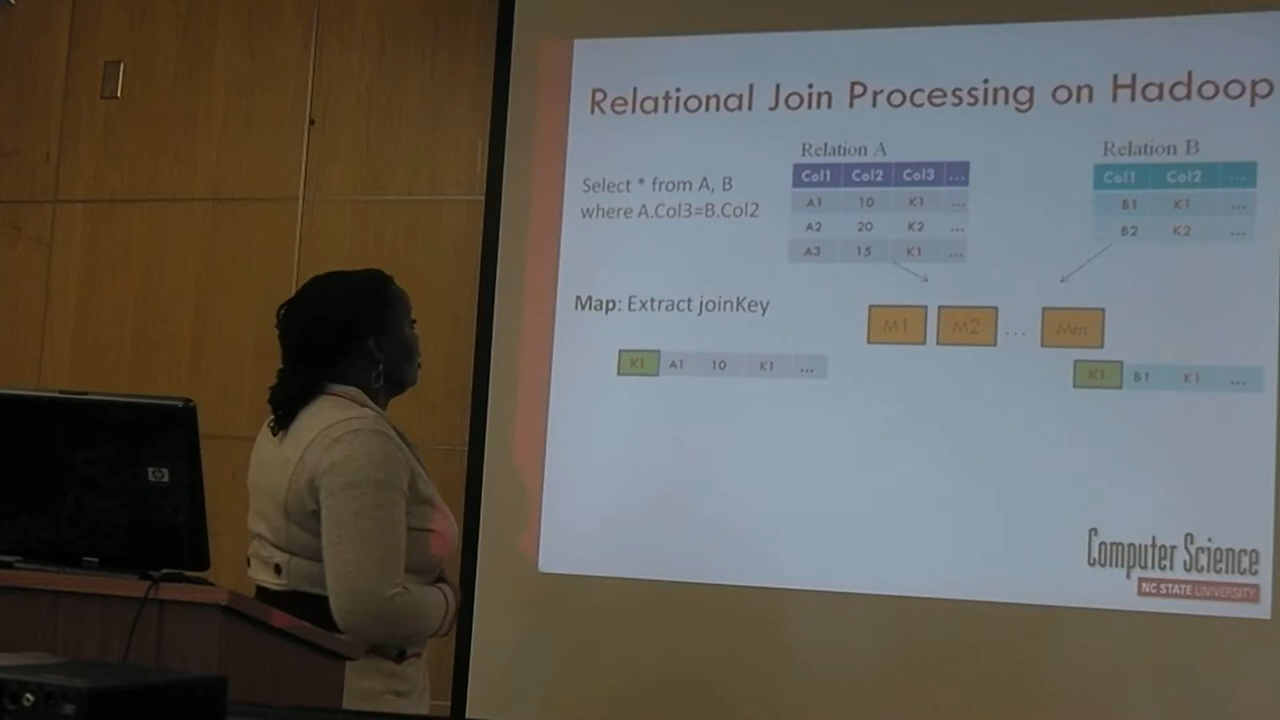 Relational Join Processing on Hadoop
Select * from A, B
where A.Col3=B.Col2
Relation A
Col1 Col2 Col3 ...
A1 10 K1 ...
A2 20 K2 ...
A3 15 K1 ...
Relation B
Col1 Col2 ...
B1 K1 ...
B2 K2 ...
Map: Extract joinKey
M1 M2 ... Mm
K1 A1 10 K1 ...
K1 B1 K1 ...
Computer Science
NC STATE UNIVERSITY
hp